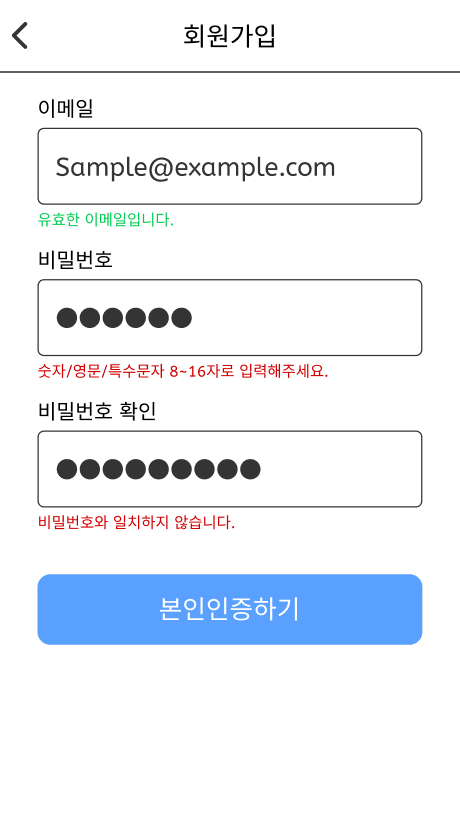 회원가입
이메일
Sample@example.com
유효한 이메일입니다.
비밀번호
●●●●●●
숫자/영문/특수문자 8~16자로 입력해주세요.
비밀번호 확인
●●●●●●●●●
비밀번호와 일치하지 않습니다.
본인인증하기